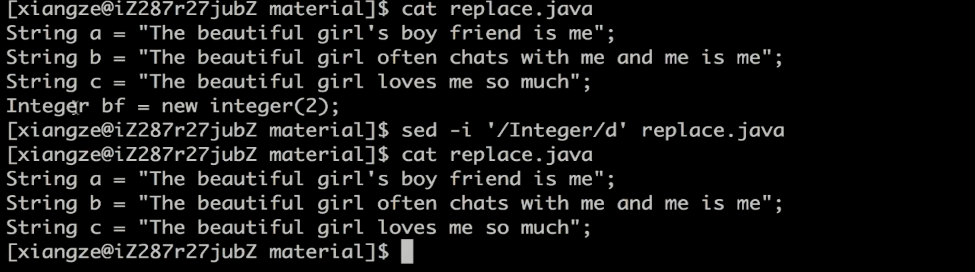 [xiangze@iZ287r27jubZ material]$ cat replace.java
String a = "The beautiful girl's boy friend is me";
String b = "The beautiful girl often chats with me and me is me";
String c = "The beautiful girl loves me so much";
Integer bf = new integer(2);
[xiangze@iZ287r27jubZ material]$ sed -i '/Integer/d' replace.java
[xiangze@iZ287r27jubZ material]$ cat replace.java
String a = "The beautiful girl's boy friend is me";
String b = "The beautiful girl often chats with me and me is me";
String c = "The beautiful girl loves me so much";
[xiangze@iZ287r27jubZ material]$